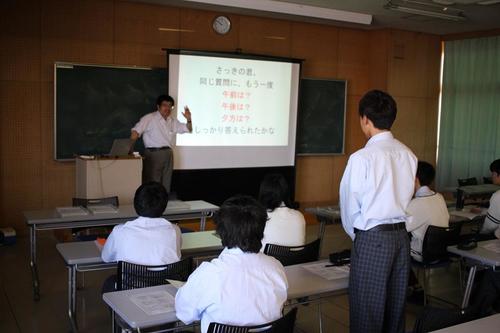 さっきの君、
同じ質問に、もう一度
午前は？
午後は？
夕方は？
しっかり答えられたかな